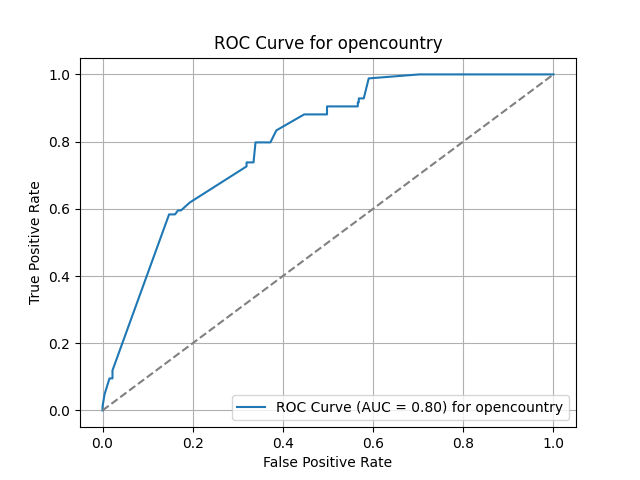 ROC Curve for opencountry
True Positive Rate
1.0
0.8
0.6
0.4
0.2
0.0
ROC Curve (AUC = 0.80) for opencountry
0.0 0.2 0.4 0.6 0.8 1.0
False Positive Rate